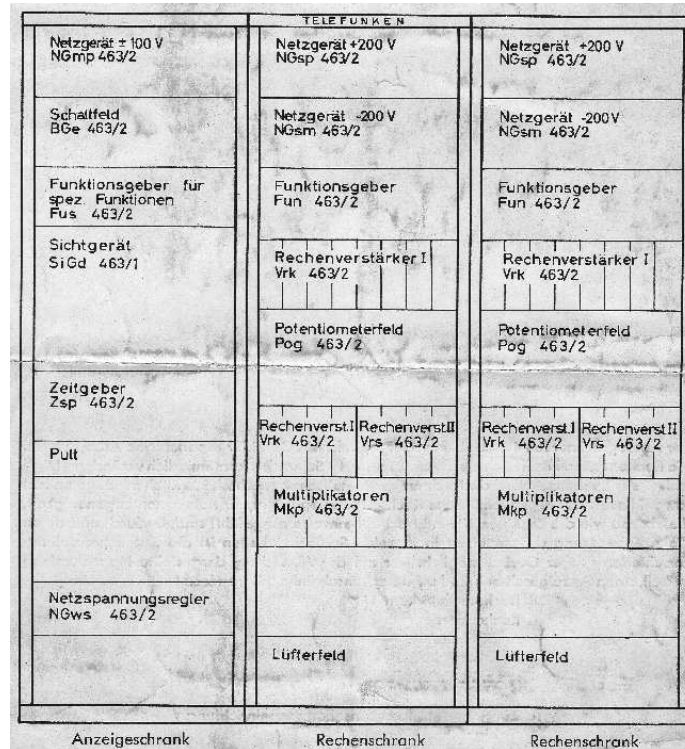 TELEFUNKEN
Netzgerät ± 100 V
NGmp 463/2
Schaltfeld
BGe 463/2
Funktionsgeber für
spez. Funktionen
Fus 463/2
Sichtgerät
SiGd 463/1
Zeitgeber
Zsp 463/2
Pult
Netzspannungsregler
NGws 463/2
Anzeigeschrank
Netzgerät +200 V
NGsp 463/2
Netzgerät -200 V
NGsm 463/2
Funktionsgeber
Fun 463/2
Rechenverstärker I
Vrk 463/2
Potentiometerfeld
Pog 463/2
Rechenverst.I Rechenverst.II
Vrk 463/2 Vrs 463/2
Multiplikatoren
Mkp 463/2
Lüfterfeld
Rechenschrank
Netzgerät +200 V
NGsp 463/2
Netzgerät -200 V
NGsm 463/2
Funktionsgeber
Fun 463/2
Rechenverstärker I
Vrk 463/2
Potentiometerfeld
Pog 463/2
Rechenverst.I Rechenverst.II
Vrk 463/2 Vrs 463/2
Multiplikatoren
Mkp 463/2
Lüfterfeld
Rechenschrank